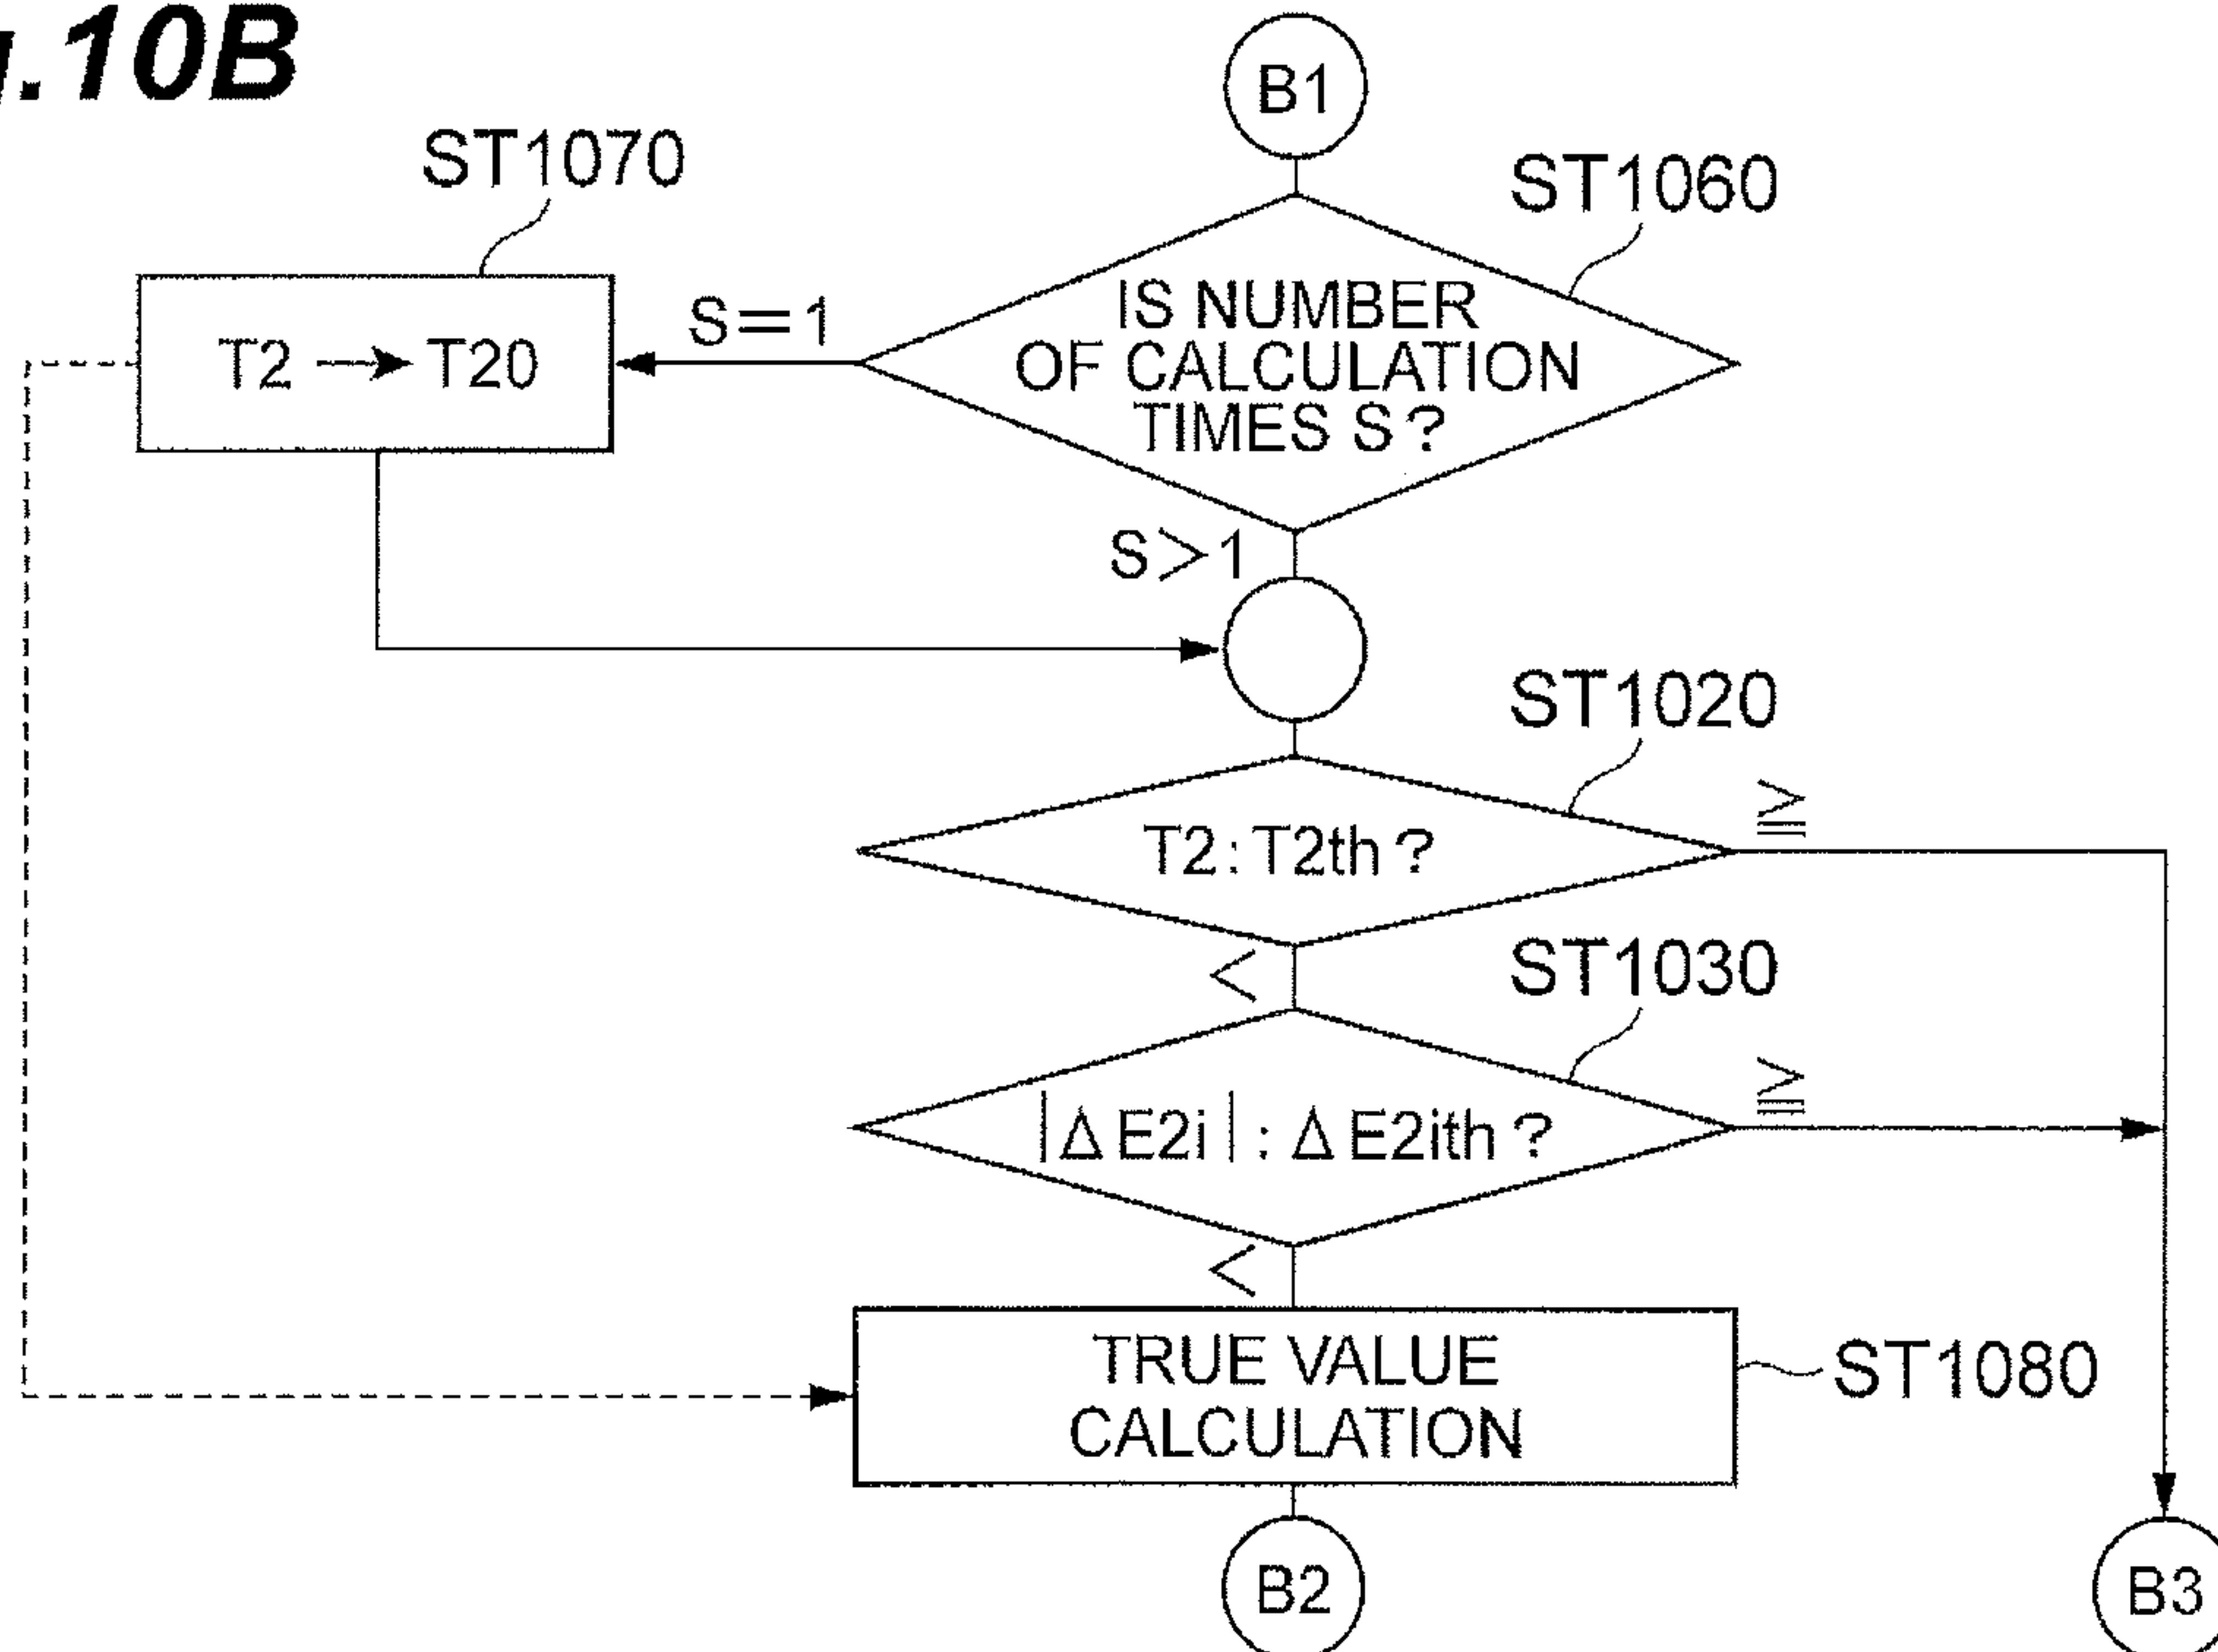 .10B
B1
ST1070
ST1060
IS NUMBER
OF CALCULATION
TIMES S?
S=1
T2 → T20
S>1
ST1020
T2:T2th?
≧
<
ST1030
|ΔE2i|:ΔE2ith?
≧
<
TRUE VALUE
CALCULATION
ST1080
B2
B3